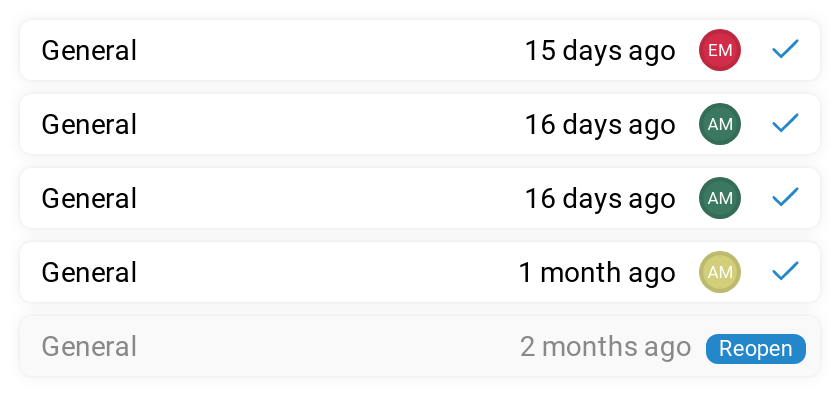 General 15 days ago EM
General 16 days ago AM
General 16 days ago AM
General 1 month ago AM
General 2 months ago Reopen